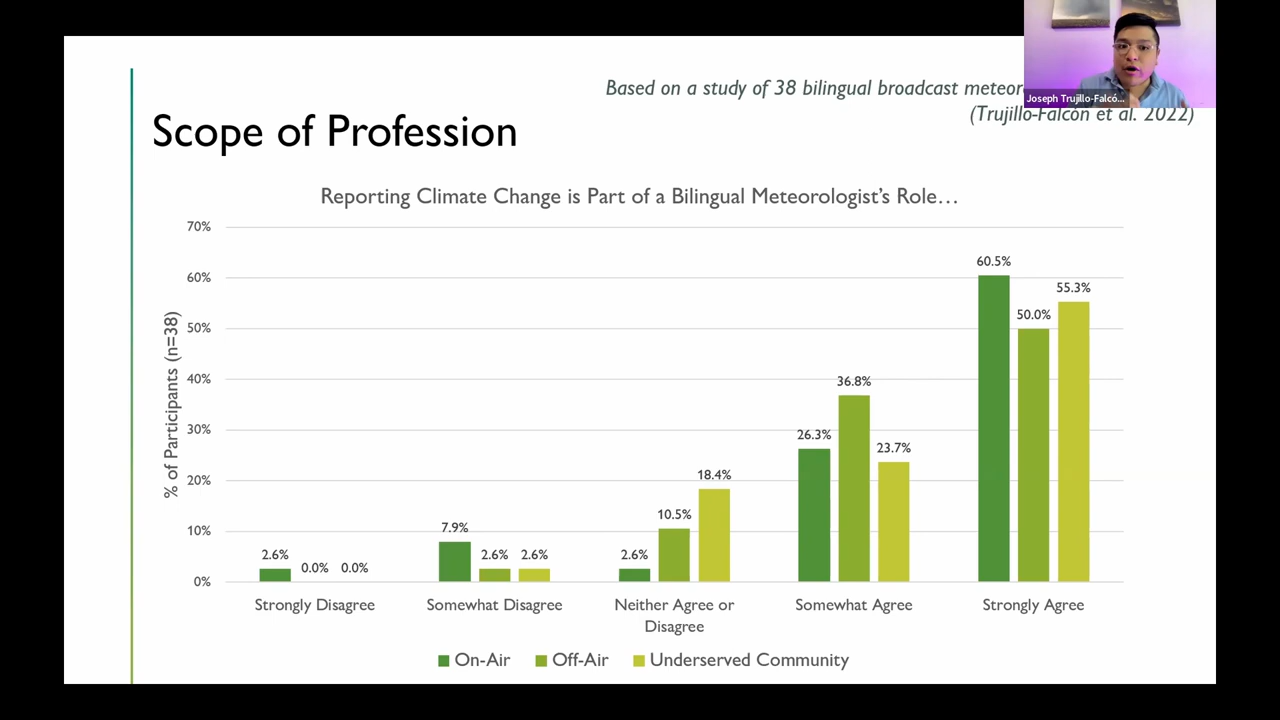 Based on a study of 38 bilingual broadcast
(Trujillo-Falcón et al. 2022)
Joseph Trujillo-Falcó...
Scope of Profession
Reporting Climate Change is Part of a Bilingual Meteorologist's Role…
% of Participants (n=38)
70%
60%
50%
40%
30%
20%
10%
0%
2.6% 0.0% 0.0%
7.9% 2.6% 2.6%
2.6% 10.5% 18.4%
26.3% 36.8% 23.7%
60.5% 50.0% 55.3%
Strongly Disagree
Somewhat Disagree
Neither Agree or
Disagree
Somewhat Agree
Strongly Agree
On-Air Off-Air Underserved Community